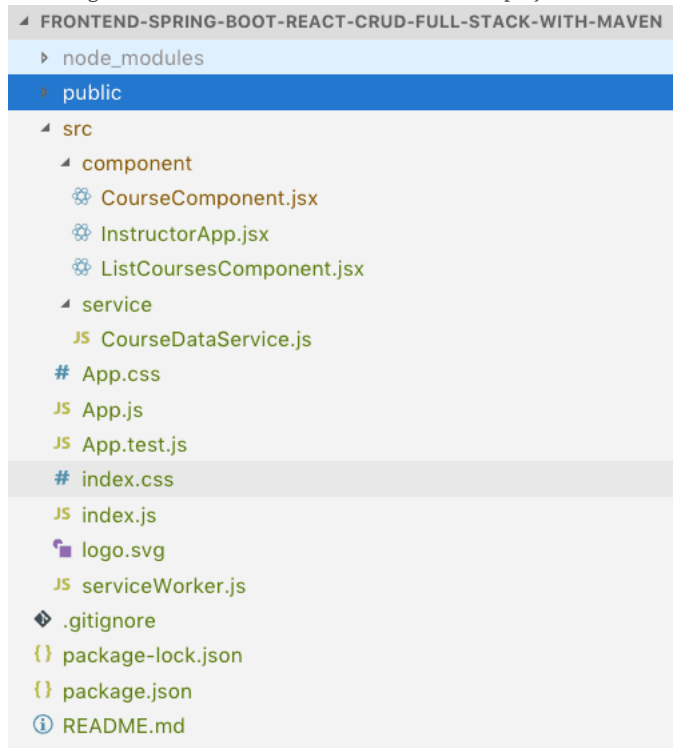 FRONTEND-SPRING-BOOT-REACT-CRUD-FULL-STACK-WITH-MAVEN
node_modules
public
src
component
CourseComponent.jsx
InstructorApp.jsx
ListCoursesComponent.jsx
service
JS CourseDataService.js
# App.css
JS App.js
JS App.test.js
# index.css
JS index.js
logo.svg
JS serviceWorker.js
.gitignore
{} package-lock.json
{} package.json
README.md